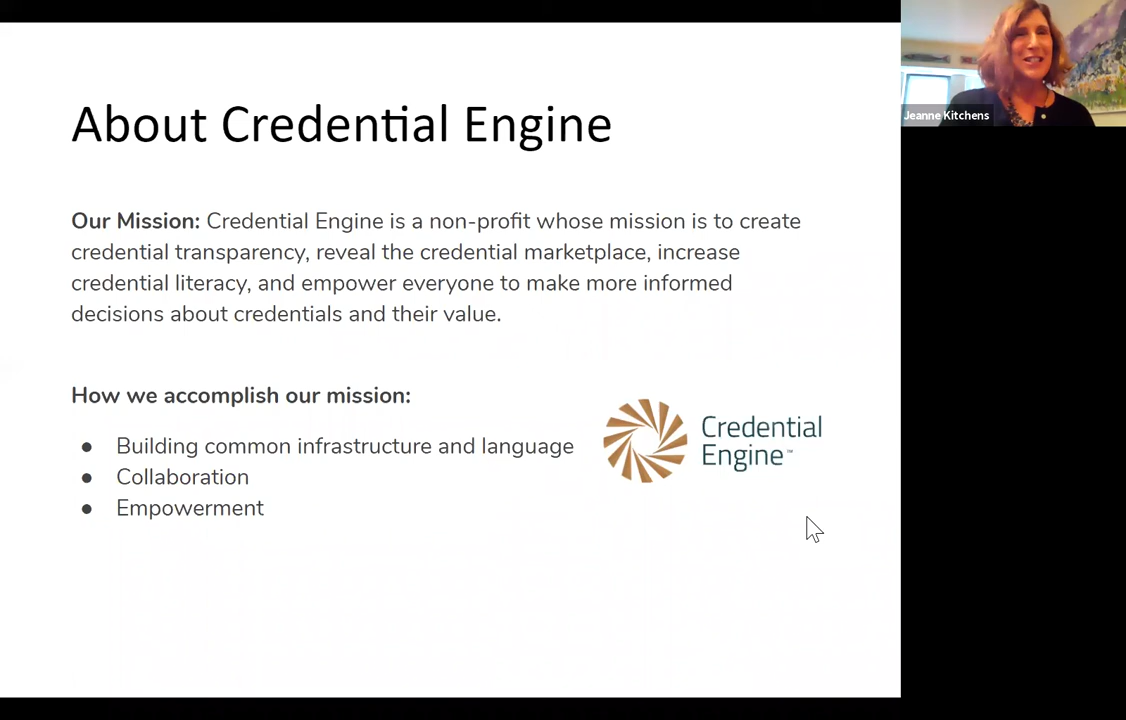 About Credential Engine
Our Mission: Credential Engine is a non-profit whose mission is to create
credential transparency, reveal the credential marketplace, increase
credential literacy, and empower everyone to make more informed
decisions about credentials and their value.
How we accomplish our mission:
● Building common infrastructure and language
● Collaboration
● Empowerment
Credential
Engine™
Jeanne Kitchens